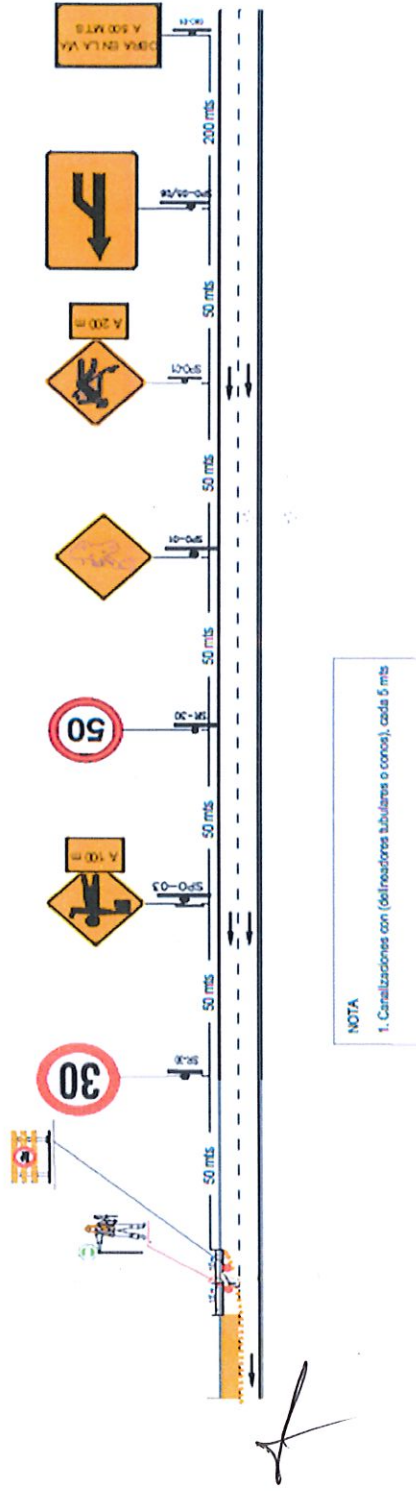 OBRA EN LA VIA
A 500 MTS
200 mts
SPO-05/06
50 mts
A 200 m
SPO-01
50 mts
SPO-01
50 mts
50
SR-30
50 mts
A 100 m
SPO-03
50 mts
30
SR-30
50 mts
NOTA
1. Canalizaciones con (delineadores tubulares o conos), cada 5 mts